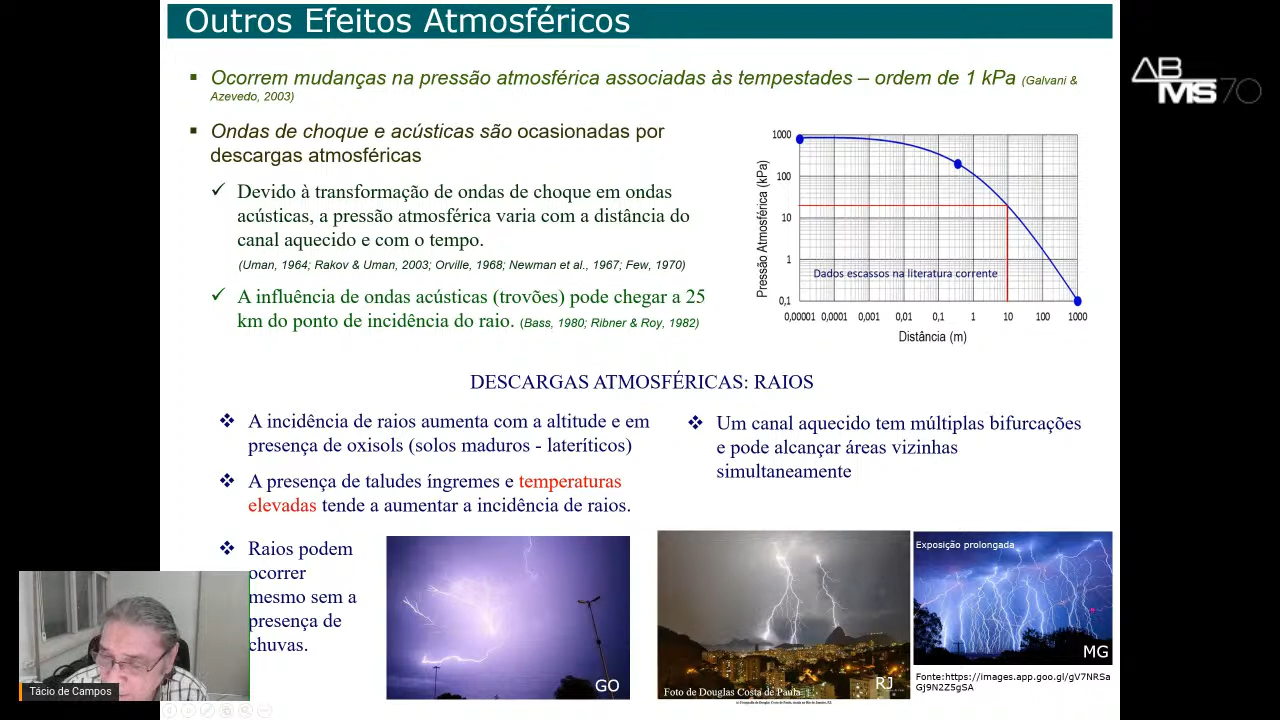 Outros Efeitos Atmosféricos
Ocorrem mudanças na pressão atmosférica associadas às tempestades – ordem de 1 kPa (Galvani &
Azevedo, 2003)
Ondas de choque e acústicas são ocasionadas por
descargas atmosféricas
Devido à transformação de ondas de choque em ondas
acústicas, a pressão atmosférica varia com a distância do
canal aquecido e com o tempo.
(Uman, 1964; Rakov & Uman, 2003; Orville, 1968; Newman et al., 1967; Few, 1970)
A influência de ondas acústicas (trovões) pode chegar a 25
km do ponto de incidência do raio. (Bass, 1980; Ribner & Roy, 1982)
ABMS70
Pressão Atmosférica (kPa)
1000
100
10
1
0,1
Dados escassos na literatura corrente
0,00001 0,0001 0,001 0,01 0,1 1 10 100 1000
Distância (m)
DESCARGAS ATMOSFÉRICAS: RAIOS
A incidência de raios aumenta com a altitude e em
presença de oxisols (solos maduros - lateríticos)
A presença de taludes íngremes e temperaturas
elevadas tende a aumentar a incidência de raios.
Raios podem
ocorrer
mesmo sem a
presença de
chuvas.
Um canal aquecido tem múltiplas bifurcações
e pode alcançar áreas vizinhas
simultaneamente
GO
Foto de Douglas Costa de Paula
RJ
Exposição prolongada
MG
Fonte:https://images.app.goo.gl/gV7NRSa
Gj9N2Z5gSA
Tácio de Campos